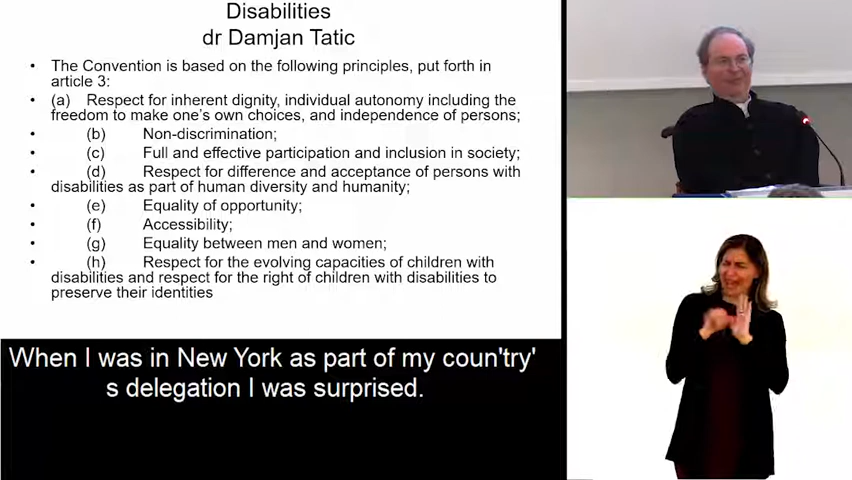 Disabilities
dr Damjan Tatic
• The Convention is based on the following principles, put forth in
article 3:
• (a) Respect for inherent dignity, individual autonomy including the
freedom to make one's own choices, and independence of persons;
• (b) Non-discrimination;
• (c) Full and effective participation and inclusion in society;
• (d) Respect for difference and acceptance of persons with
disabilities as part of human diversity and humanity;
• (e) Equality of opportunity;
• (f) Accessibility;
• (g) Equality between men and women;
• (h) Respect for the evolving capacities of children with
disabilities and respect for the right of children with disabilities to
preserve their identities
When I was in New York as part of my coun'try'
s delegation I was surprised.